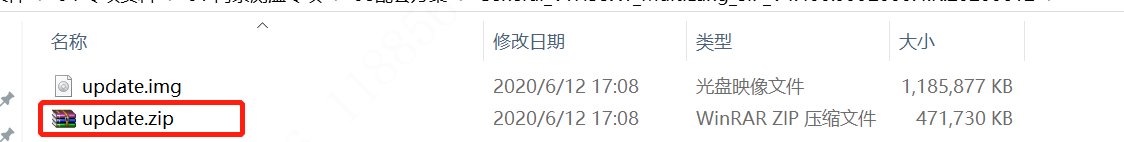 名称 修改日期 类型 大小
update.img 2020/6/12 17:08 光盘映像文件 1,185,877 KB
update.zip 2020/6/12 17:08 WinRAR ZIP 压缩文件 471,730 KB